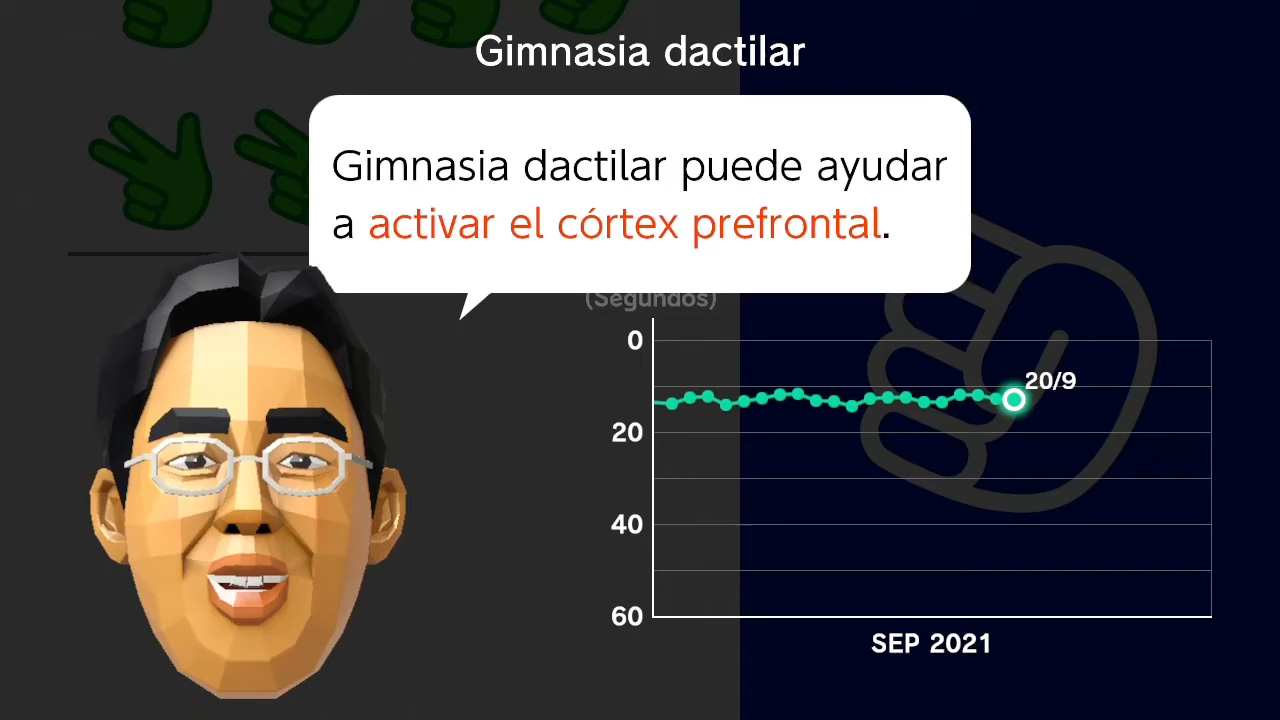 Gimnasia dactilar
Gimnasia dactilar puede ayudar
a activar el córtex prefrontal.
(Segundos)
0
20/9
20
40
60
SEP 2021